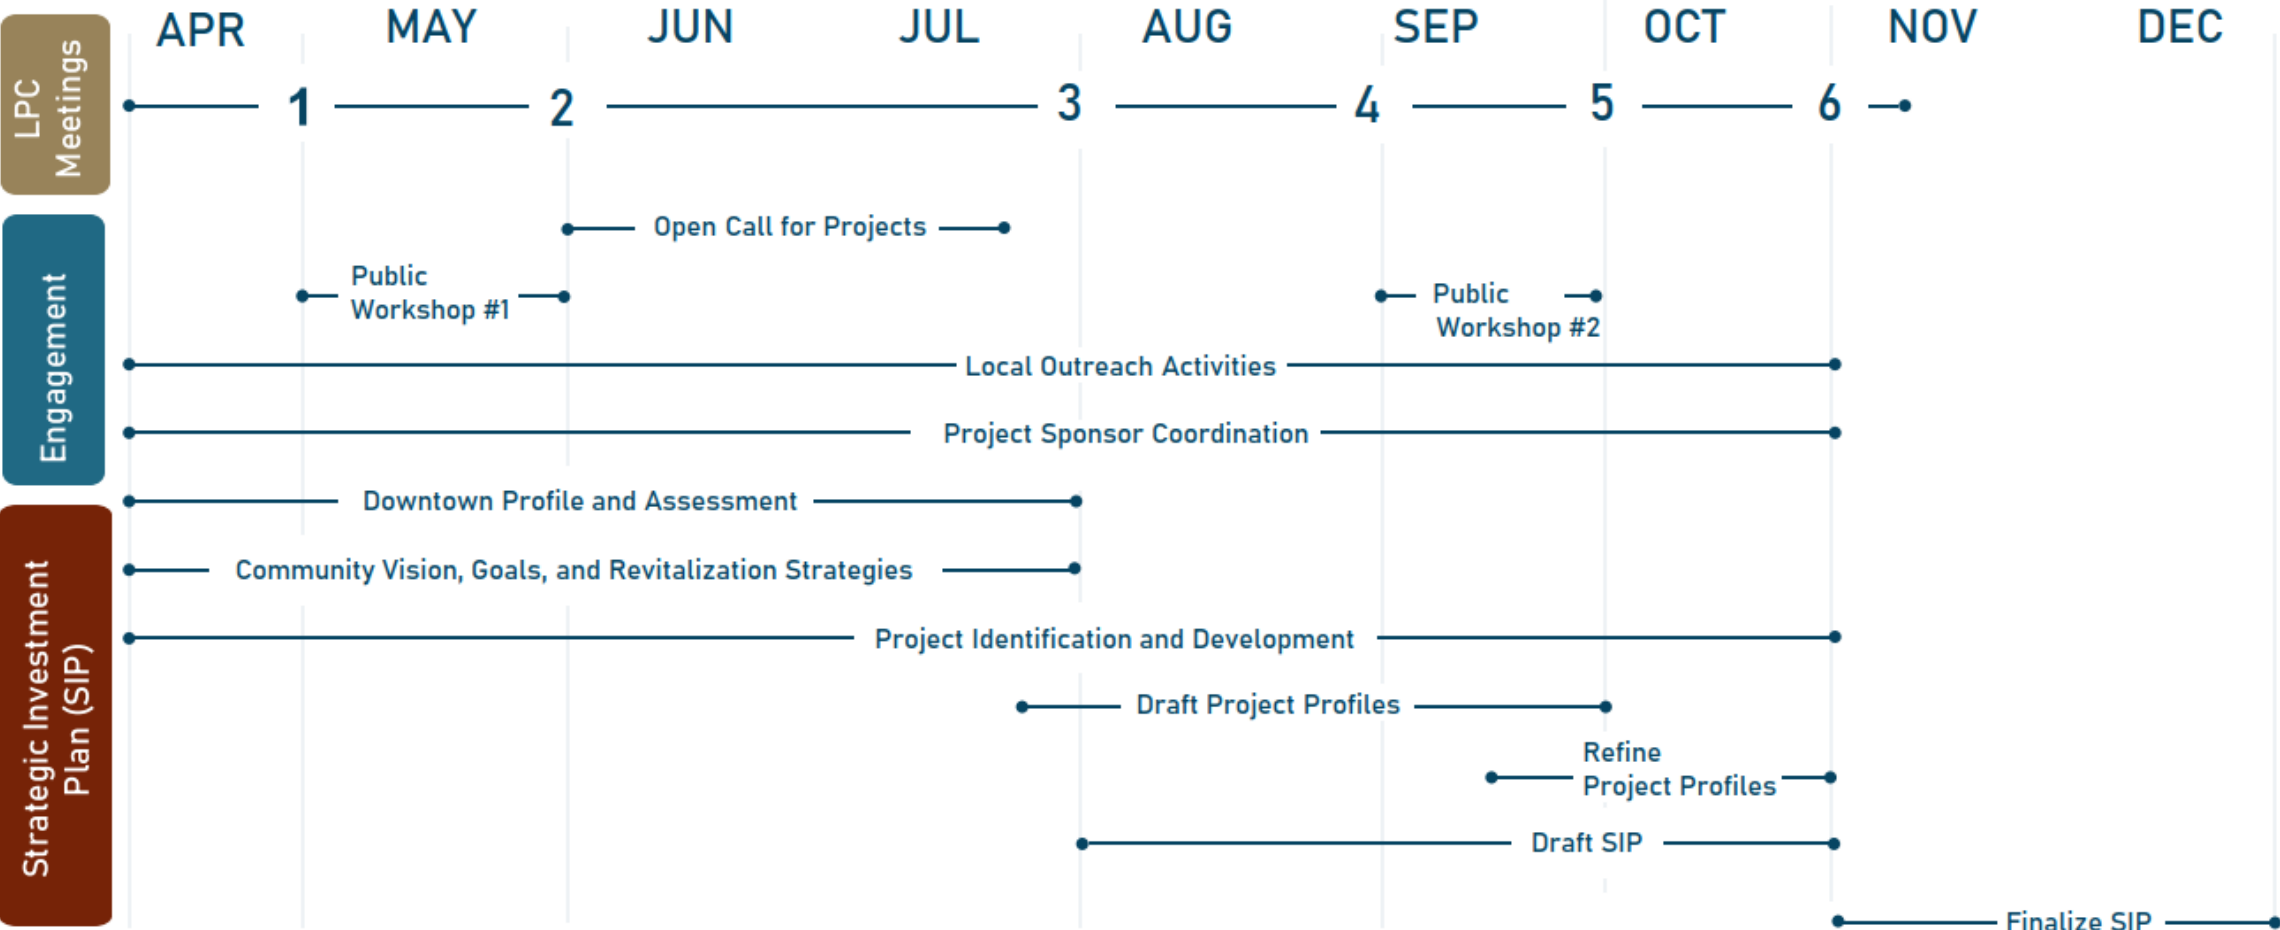 APR MAY JUN JUL AUG SEP OCT NOV DEC
LPC
Meetings
1 2 3 4 5 6
Engagement
Open Call for Projects
Public
Workshop #1
Public
Workshop #2
Local Outreach Activities
Project Sponsor Coordination
Strategic Investment
Plan (SIP)
Downtown Profile and Assessment
Community Vision, Goals, and Revitalization Strategies
Project Identification and Development
Draft Project Profiles
Refine
Project Profiles
Draft SIP
Finalize SIP